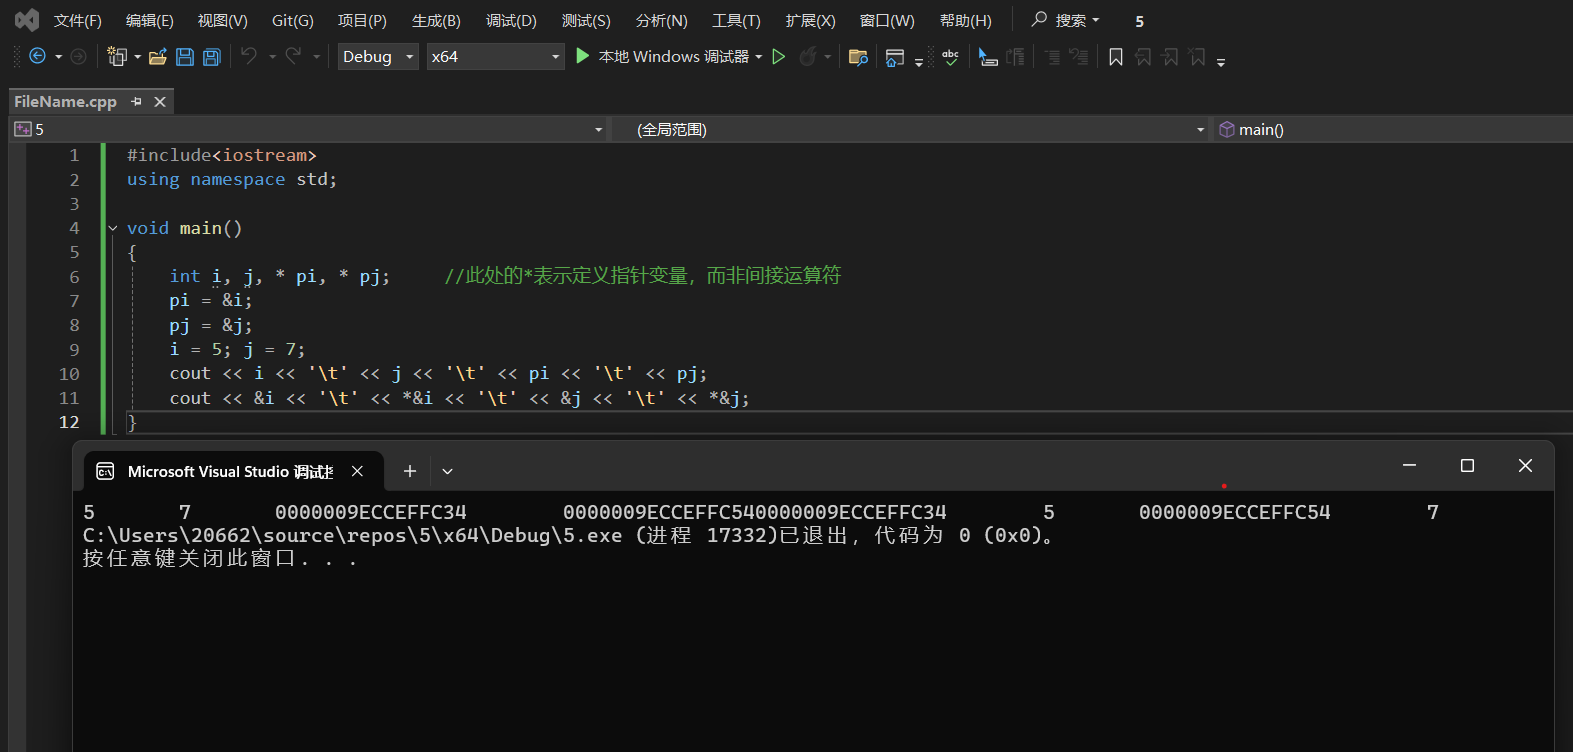 文件(F) 编辑(E) 视图(V) Git(G) 项目(P) 生成(B) 调试(D) 测试(S) 分析(N) 工具(T) 扩展(X) 窗口(W) 帮助(H) 搜索 5
Debug x64 本地 Windows 调试器 abc
FileName.cpp
5 (全局范围) main()
1 #include<iostream>
2 using namespace std;
3
4 void main()
5 {
6 int i, j, * pi, * pj; //此处的*表示定义指针变量，而非间接运算符
7 pi = &i;
8 pj = &j;
9 i = 5; j = 7;
10 cout << i << '\t' << j << '\t' << pi << '\t' << pj;
11 cout << &i << '\t' << *&i << '\t' << &j << '\t' << *&j;
12 }
Microsoft Visual Studio 调试
5 7 0000009ECCEFFC34 0000009ECCEFFC540000009ECCEFFC34 5 0000009ECCEFFC54 7
C:\Users\20662\source\repos\5\x64\Debug\5.exe (进程 17332)已退出，代码为 0 (0x0)。
按任意键关闭此窗口. . .